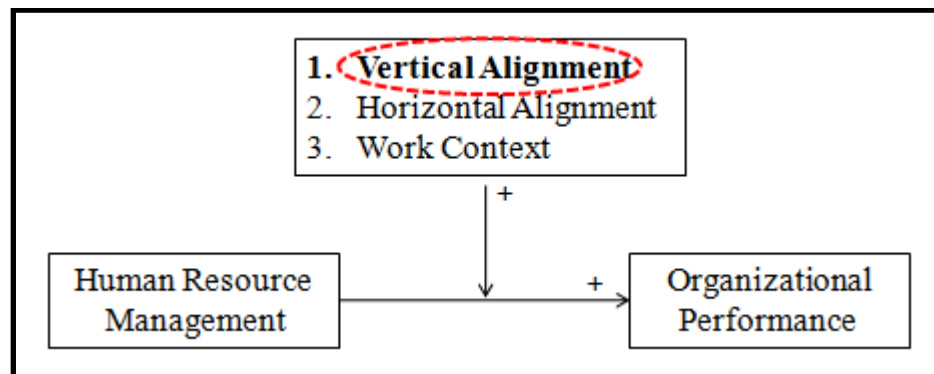 1. Vertical Alignment
2. Horizontal Alignment
3. Work Context
+
Human Resource
Management
+
Organizational
Performance